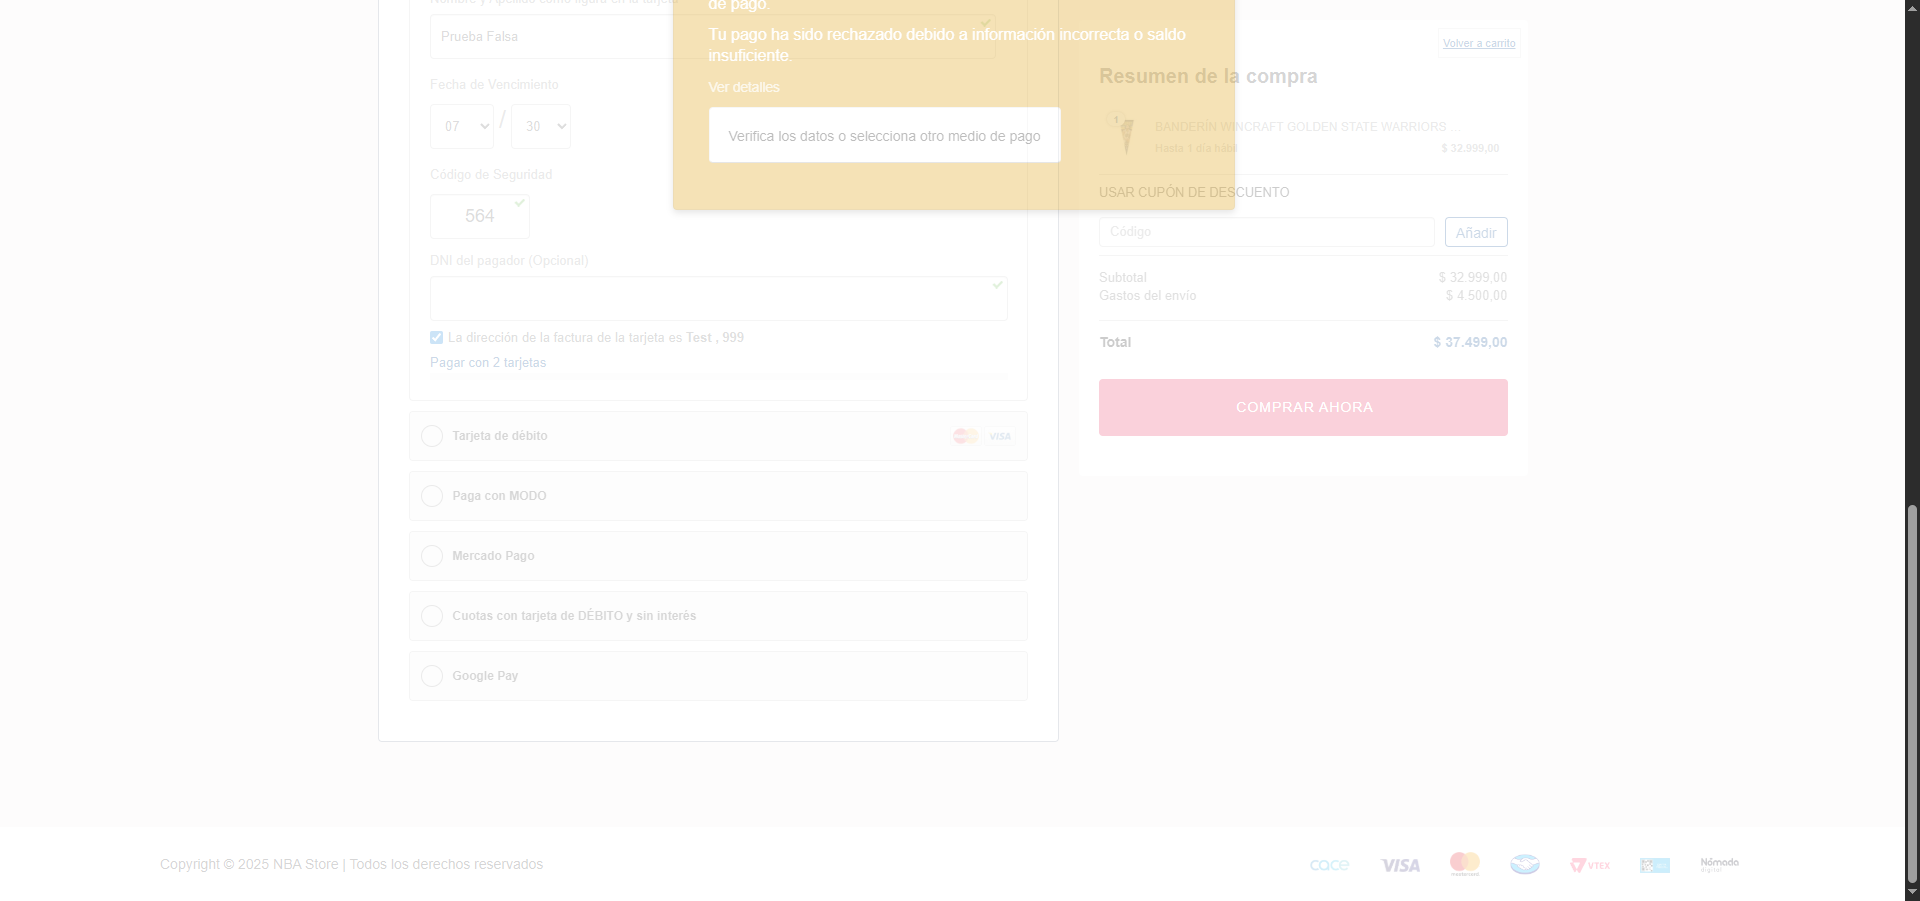 Nombre y Apellido como figura en la tarjeta
Prueba Falsa
Fecha de Vencimiento
07 / 30
Código de Seguridad
564
DNI del pagador (Opcional)
La dirección de la factura de la tarjeta es Test , 999
Pagar con 2 tarjetas
Tarjeta de débito
VISA
Paga con MODO
Mercado Pago
Cuotas con tarjeta de DÉBITO y sin interés
Google Pay
de pago.
Tu pago ha sido rechazado debido a información incorrecta o saldo
insuficiente.
Ver detalles
Verifica los datos o selecciona otro medio de pago
Volver a carrito
Resumen de la compra
1
BANDERÍN WINCRAFT GOLDEN STATE WARRIORS...
Hasta 1 día hábil
$ 32.999,00
USAR CUPÓN DE DESCUENTO
Código
Añadir
Subtotal $ 32.999,00
Gastos del envío $ 4.500,00
Total $ 37.499,00
COMPRAR AHORA
Copyright © 2025 NBA Store | Todos los derechos reservados
cace
VISA
mastercard
VTEX
Nómada
digital